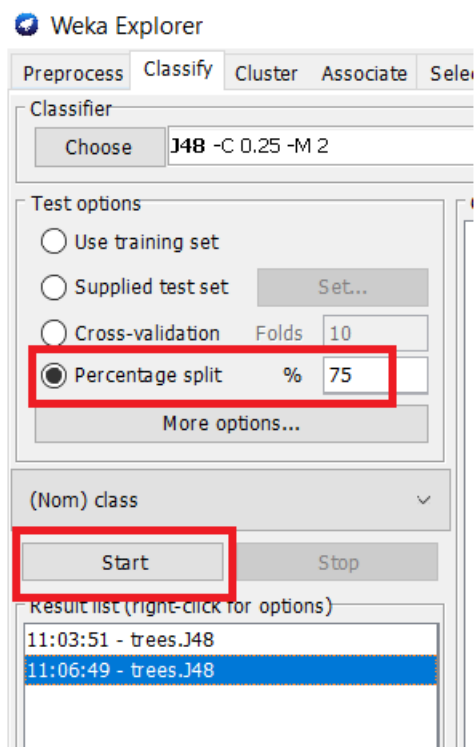 Weka Explorer
Preprocess Classify Cluster Associate Sele
Classifier
Choose J48 -C 0.25 -M 2
Test options
Use training set
Supplied test set Set...
Cross-validation Folds 10
Percentage split % 75
More options...
(Nom) class
Start Stop
Result list (right-click for options)
11:03:51 - trees.J48
11:06:49 - trees.J48